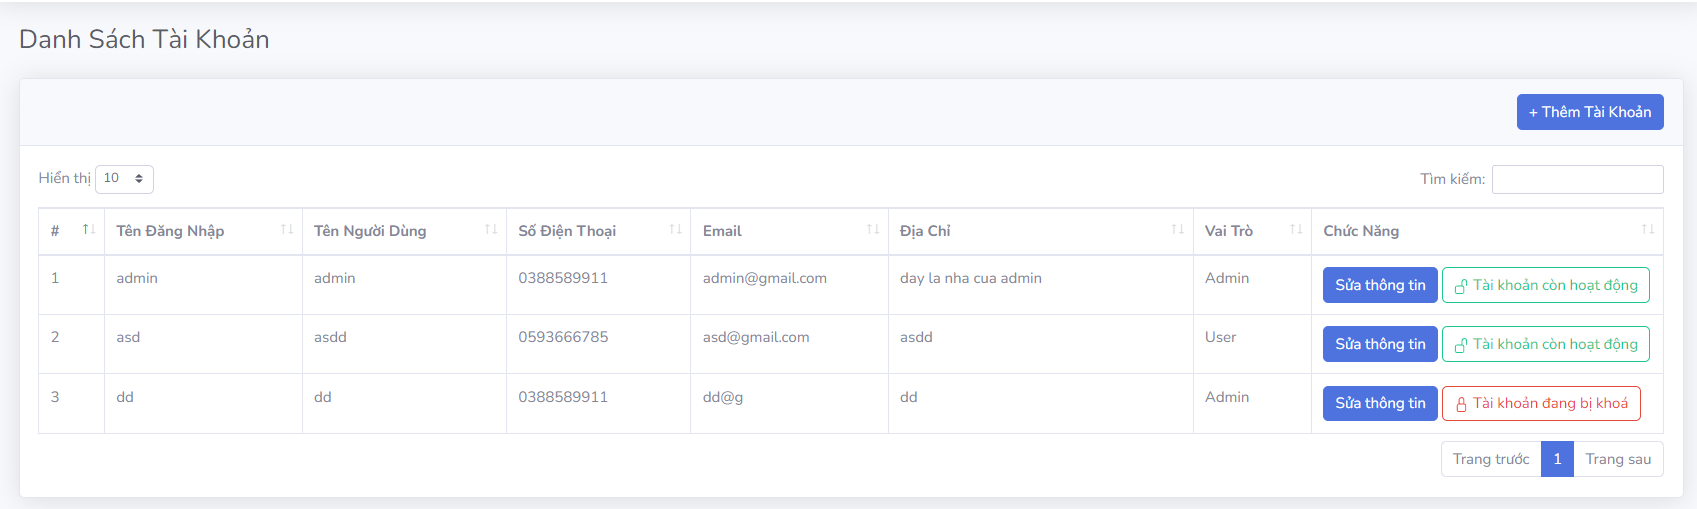 Danh Sách Tài Khoản
+ Thêm Tài Khoản
Hiển thị 10 Tìm kiếm:
# Tên Đăng Nhập Tên Người Dùng Số Điện Thoại Email Địa Chỉ Vai Trò Chức Năng
1 admin admin 0388589911 admin@gmail.com day la nha cua admin Admin Sửa thông tin Tài khoản còn hoạt động
2 asd asdd 0593666785 asd@gmail.com asdd User Sửa thông tin Tài khoản còn hoạt động
3 dd dd 0388589911 dd@g dd Admin Sửa thông tin Tài khoản đang bị khoá
Trang trước 1 Trang sau